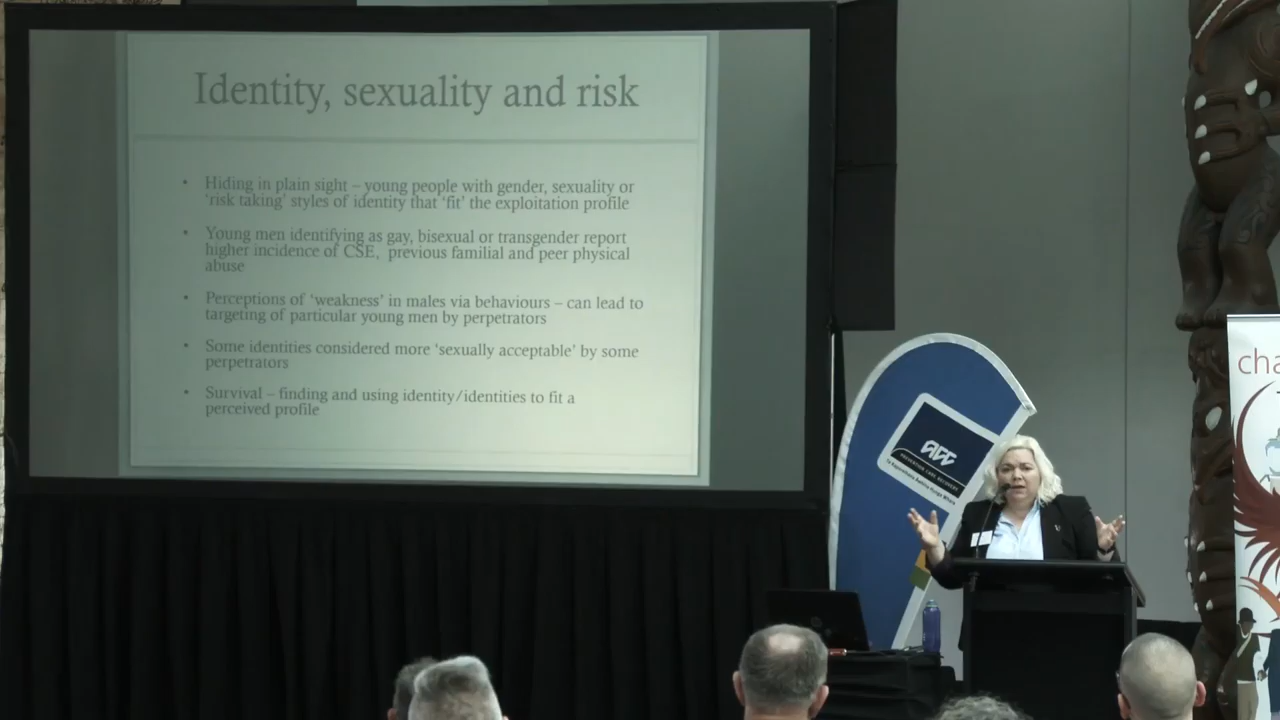 Identity, sexuality and risk
• Hiding in plain sight – young people with gender, sexuality or
‘risk taking’ styles of identity that ‘fit’ the exploitation profile
• Young men identifying as gay, bisexual or transgender report
higher incidence of CSE, previous familial and peer physical
abuse
• Perceptions of ‘weakness’ in males via behaviours – can lead to
targeting of particular young men by perpetrators
• Some identities considered more ‘sexually acceptable’ by some
perpetrators
• Survival – finding and using identity/identities to fit a
perceived profile
PREVENTION. CARE. RECOVERY.
cha